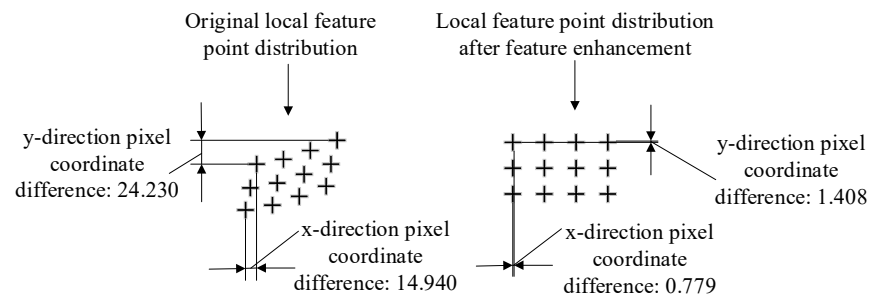 Original local feature
point distribution
Local feature point distribution
after feature enhancement
y-direction pixel
coordinate
difference: 24.230
x-direction pixel
coordinate
difference: 14.940
y-direction pixel
coordinate
difference: 1.408
x-direction pixel
coordinate
difference: 0.779